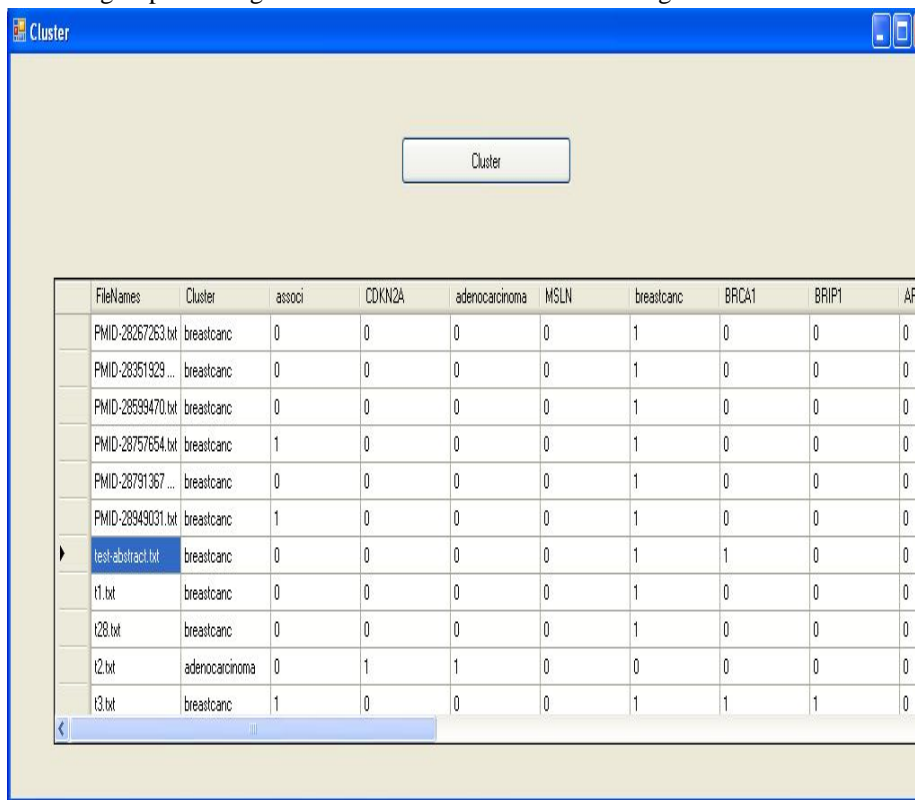 Cluster
Cluster
FileNames Cluster associ CDKN2A adenocarcinoma MSLN breastcanc BRCA1 BRIP1
PMID-28267263.txt breastcanc 0 0 0 0 1 0 0 0
PMID-28351929 ... breastcanc 0 0 0 0 1 0 0 0
PMID-28599470.txt breastcanc 0 0 0 0 1 0 0 0
PMID-28757654.txt breastcanc 1 0 0 0 1 0 0 0
PMID-28791367 ... breastcanc 0 0 0 0 1 0 0 0
PMID-28949031.txt breastcanc 1 0 0 0 1 0 0 0
test-abstract.txt breastcanc 0 0 0 0 1 1 0 0
t1.txt breastcanc 0 0 0 0 1 0 0 0
t28.txt breastcanc 0 0 0 0 1 0 0 0
t2.txt adenocarcinoma 0 1 1 0 0 0 0 0
t3.txt breastcanc 1 0 0 0 1 1 1 0